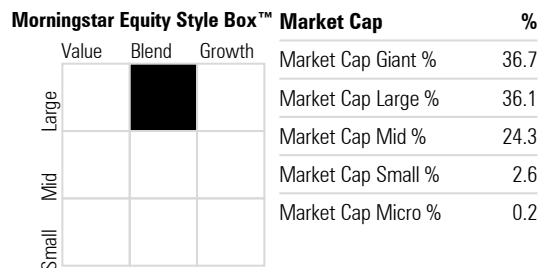 Morningstar Equity Style Box™
Value Blend Growth
Large
Mid
Small
Market Cap %
Market Cap Giant % 36.7
Market Cap Large % 36.1
Market Cap Mid % 24.3
Market Cap Small % 2.6
Market Cap Micro % 0.2